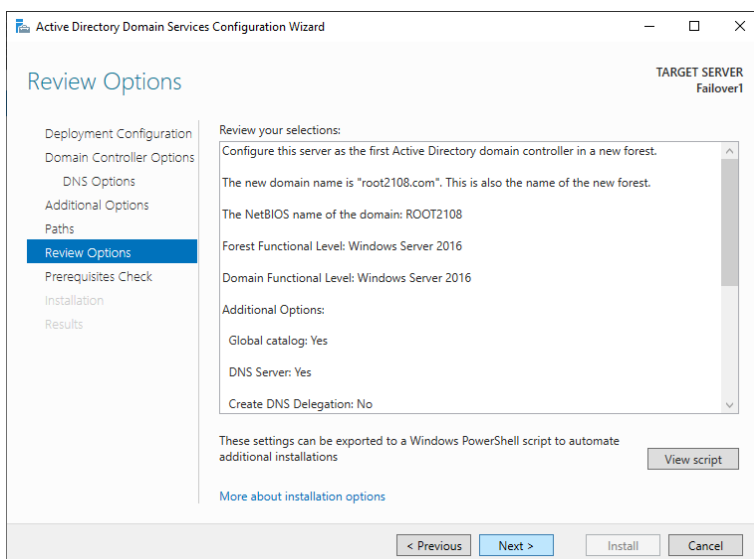 Active Directory Domain Services Configuration Wizard
Review Options
TARGET SERVER
Failover1
Deployment Configuration
Domain Controller Options
DNS Options
Additional Options
Paths
Review Options
Prerequisites Check
Installation
Results
Review your selections:
Configure this server as the first Active Directory domain controller in a new forest.
The new domain name is "root2108.com". This is also the name of the new forest.
The NetBIOS name of the domain: ROOT2108
Forest Functional Level: Windows Server 2016
Domain Functional Level: Windows Server 2016
Additional Options:
Global catalog: Yes
DNS Server: Yes
Create DNS Delegation: No
These settings can be exported to a Windows PowerShell script to automate
additional installations
View script
More about installation options
< Previous
Next >
Install
Cancel